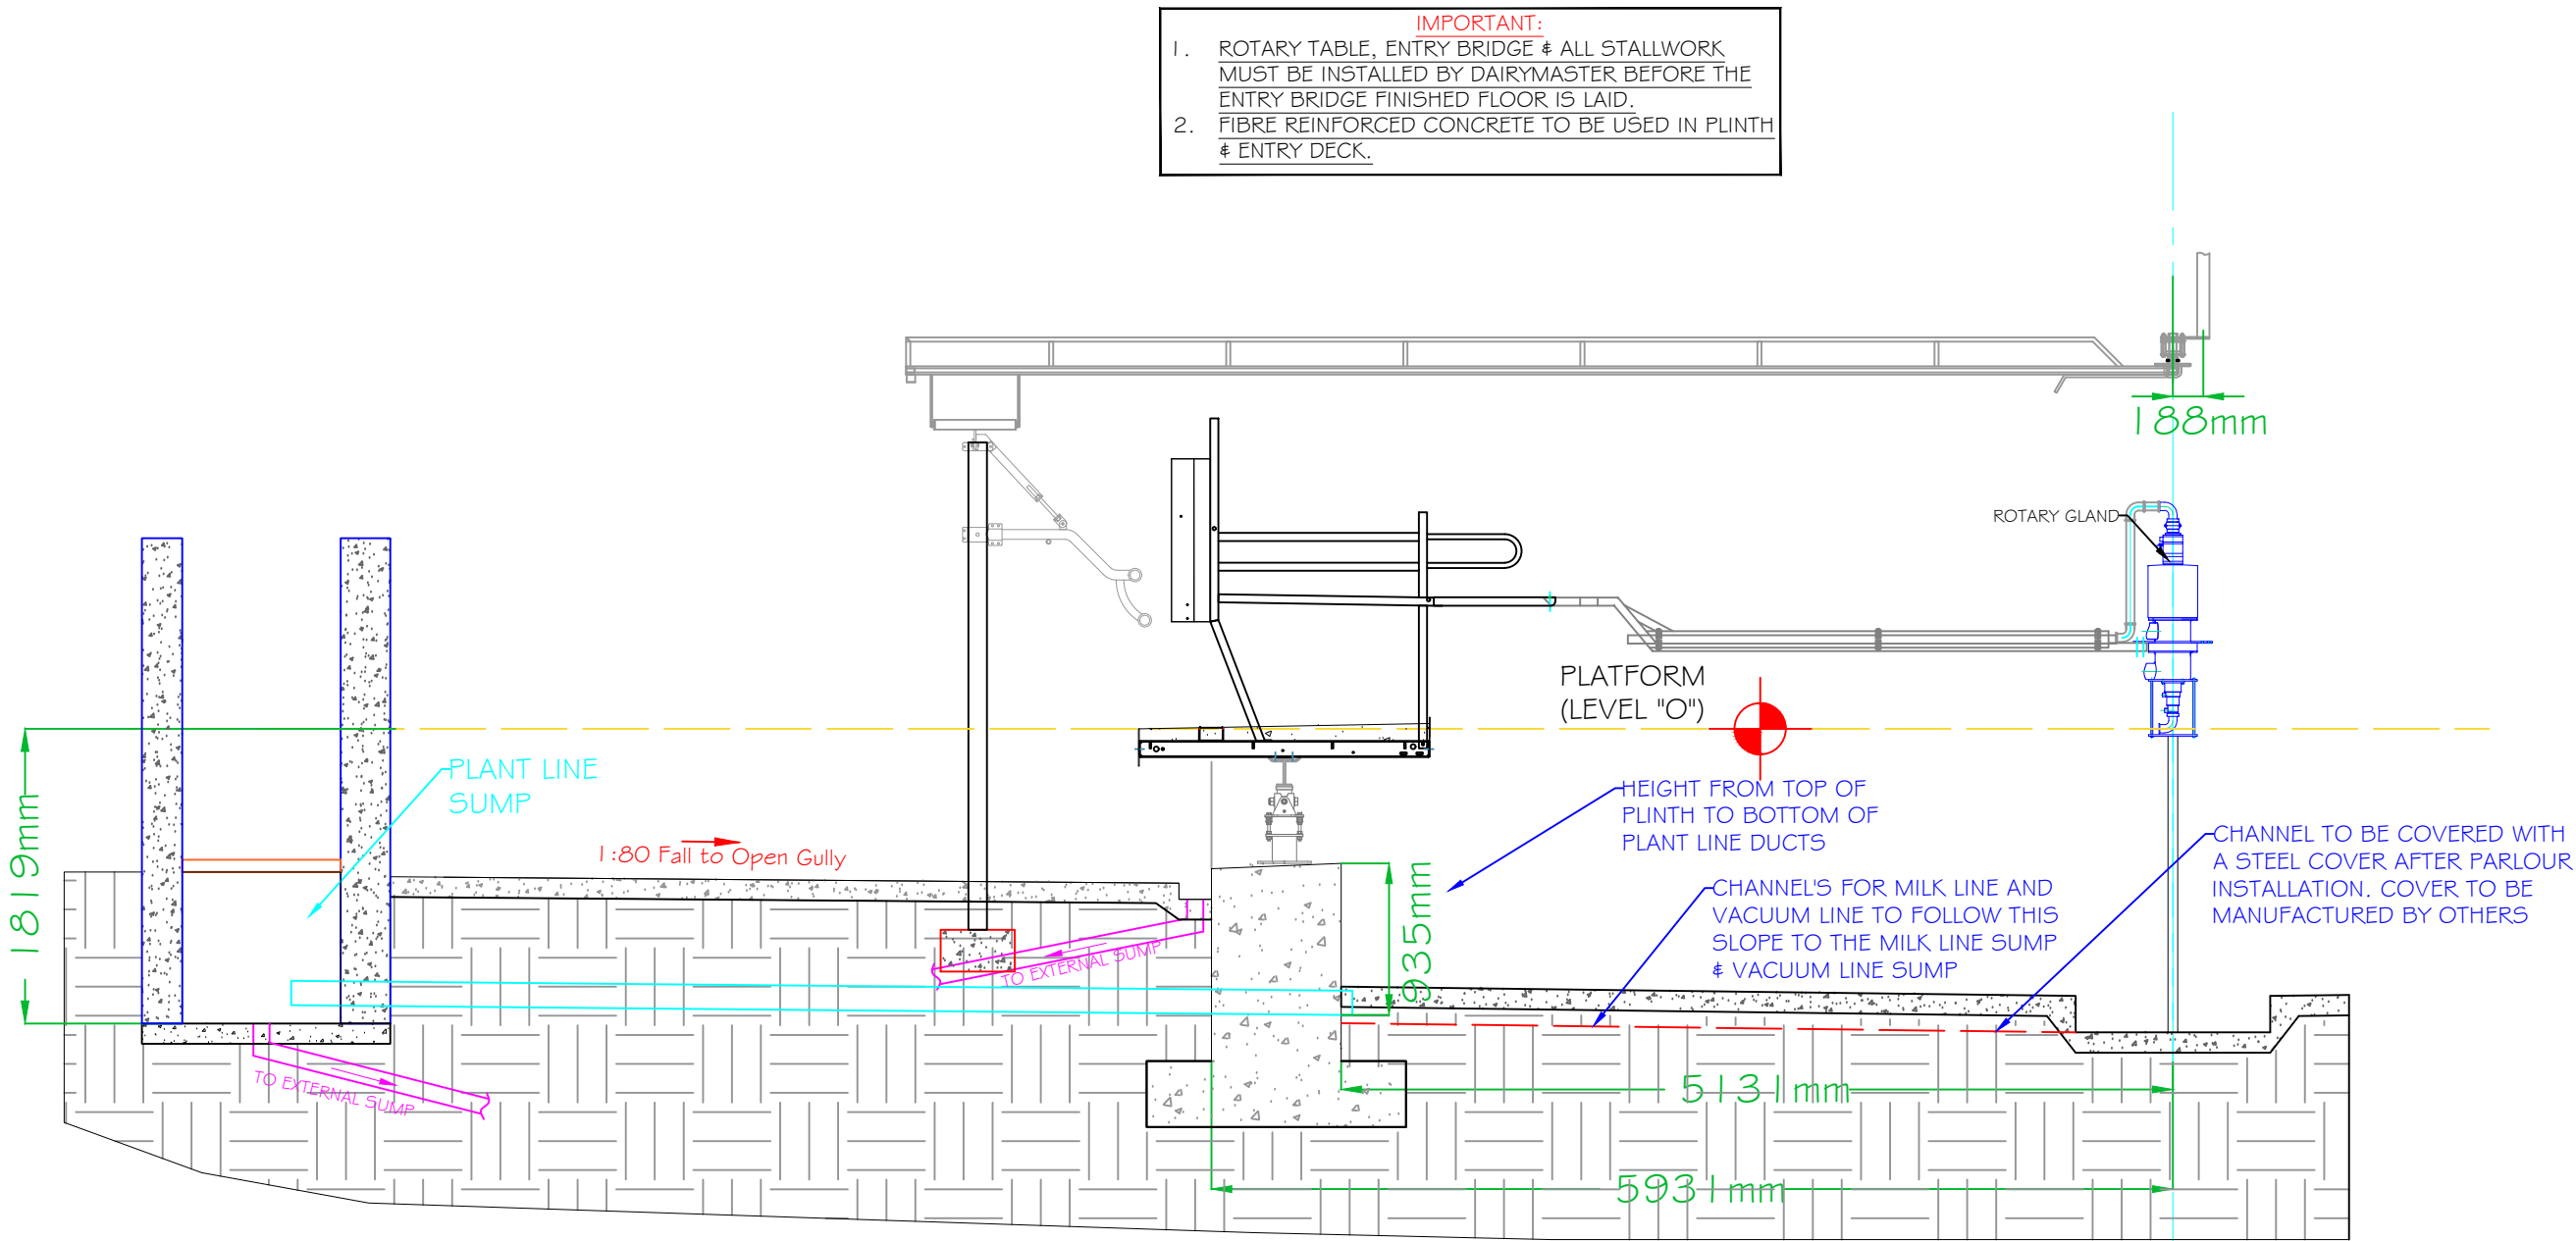 IMPORTANT:
1. ROTARY TABLE, ENTRY BRIDGE & ALL STALLWORK
MUST BE INSTALLED BY DAIRYMASTER BEFORE THE
ENTRY BRIDGE FINISHED FLOOR IS LAID.
2. FIBRE REINFORCED CONCRETE TO BE USED IN PLINTH
& ENTRY DECK.
188mm
ROTARY GLAND
PLATFORM
(LEVEL "O")
PLANT LINE
SUMP
1819mm
1:80 Fall to Open Gully
HEIGHT FROM TOP OF
PLINTH TO BOTTOM OF
PLANT LINE DUCTS
CHANNEL TO BE COVERED WITH
A STEEL COVER AFTER PARLOUR
INSTALLATION. COVER TO BE
MANUFACTURED BY OTHERS
935mm
CHANNEL'S FOR MILK LINE AND
VACUUM LINE TO FOLLOW THIS
SLOPE TO THE MILK LINE SUMP
& VACUUM LINE SUMP
TO EXTERNAL SUMP
TO EXTERNAL SUMP
5131mm
5931mm